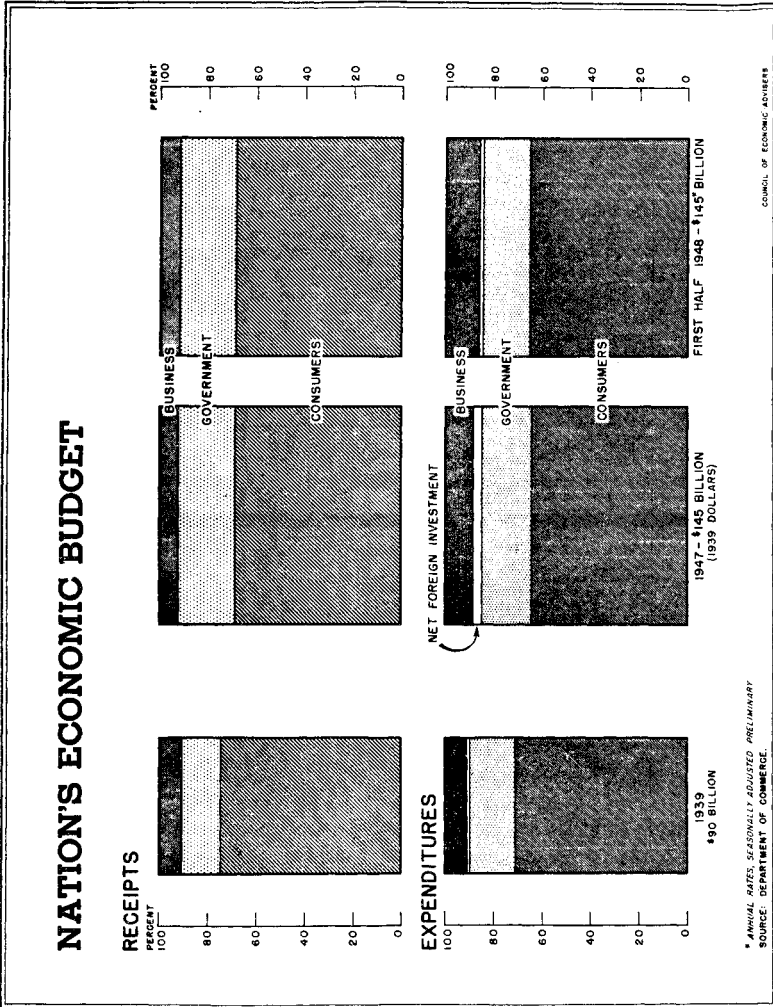 NATION'S ECONOMIC BUDGET
RECEIPTS
PERCENT
100
80
60
40
20
0
BUSINESS
GOVERNMENT
CONSUMERS
PERCENT
100
80
60
40
20
0
EXPENDITURES
100
80
60
40
20
0
NET FOREIGN INVESTMENT
BUSINESS
GOVERNMENT
CONSUMERS
100
80
60
40
20
0
1939
$90 BILLION
1947 - $145 BILLION
(1939 DOLLARS)
FIRST HALF 1948 - $145* BILLION
* ANNUAL RATES, SEASONALLY ADJUSTED PRELIMINARY
SOURCE: DEPARTMENT OF COMMERCE.
COUNCIL OF ECONOMIC ADVISERS